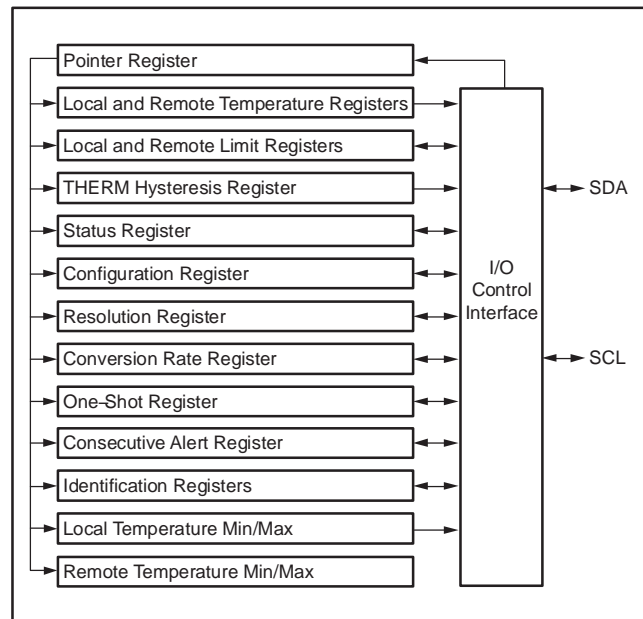 Pointer Register
Local and Remote Temperature Registers
Local and Remote Limit Registers
THERM Hysteresis Register
SDA
Status Register
Configuration Register
I/O
Control
Interface
Resolution Register
Conversion Rate Register
SCL
One–Shot Register
Consecutive Alert Register
Identification Registers
Local Temperature Min/Max
Remote Temperature Min/Max